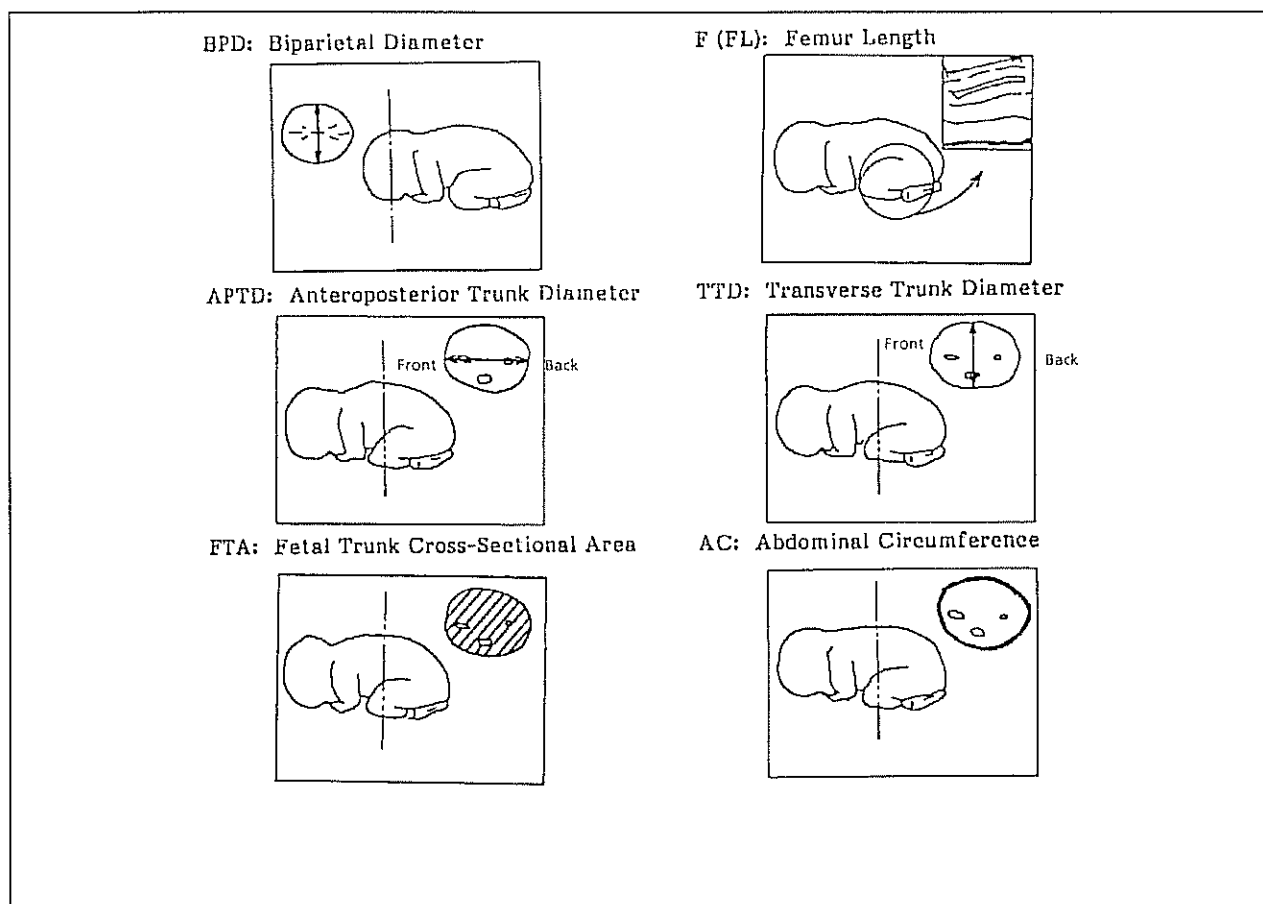 BPD: Biparietal Diameter
F (FL): Femur Length
APTD: Anteroposterior Trunk Diameter
Front
Back
TTD: Transverse Trunk Diameter
Front
Back
FTA: Fetal Trunk Cross-Sectional Area
AC: Abdominal Circumference